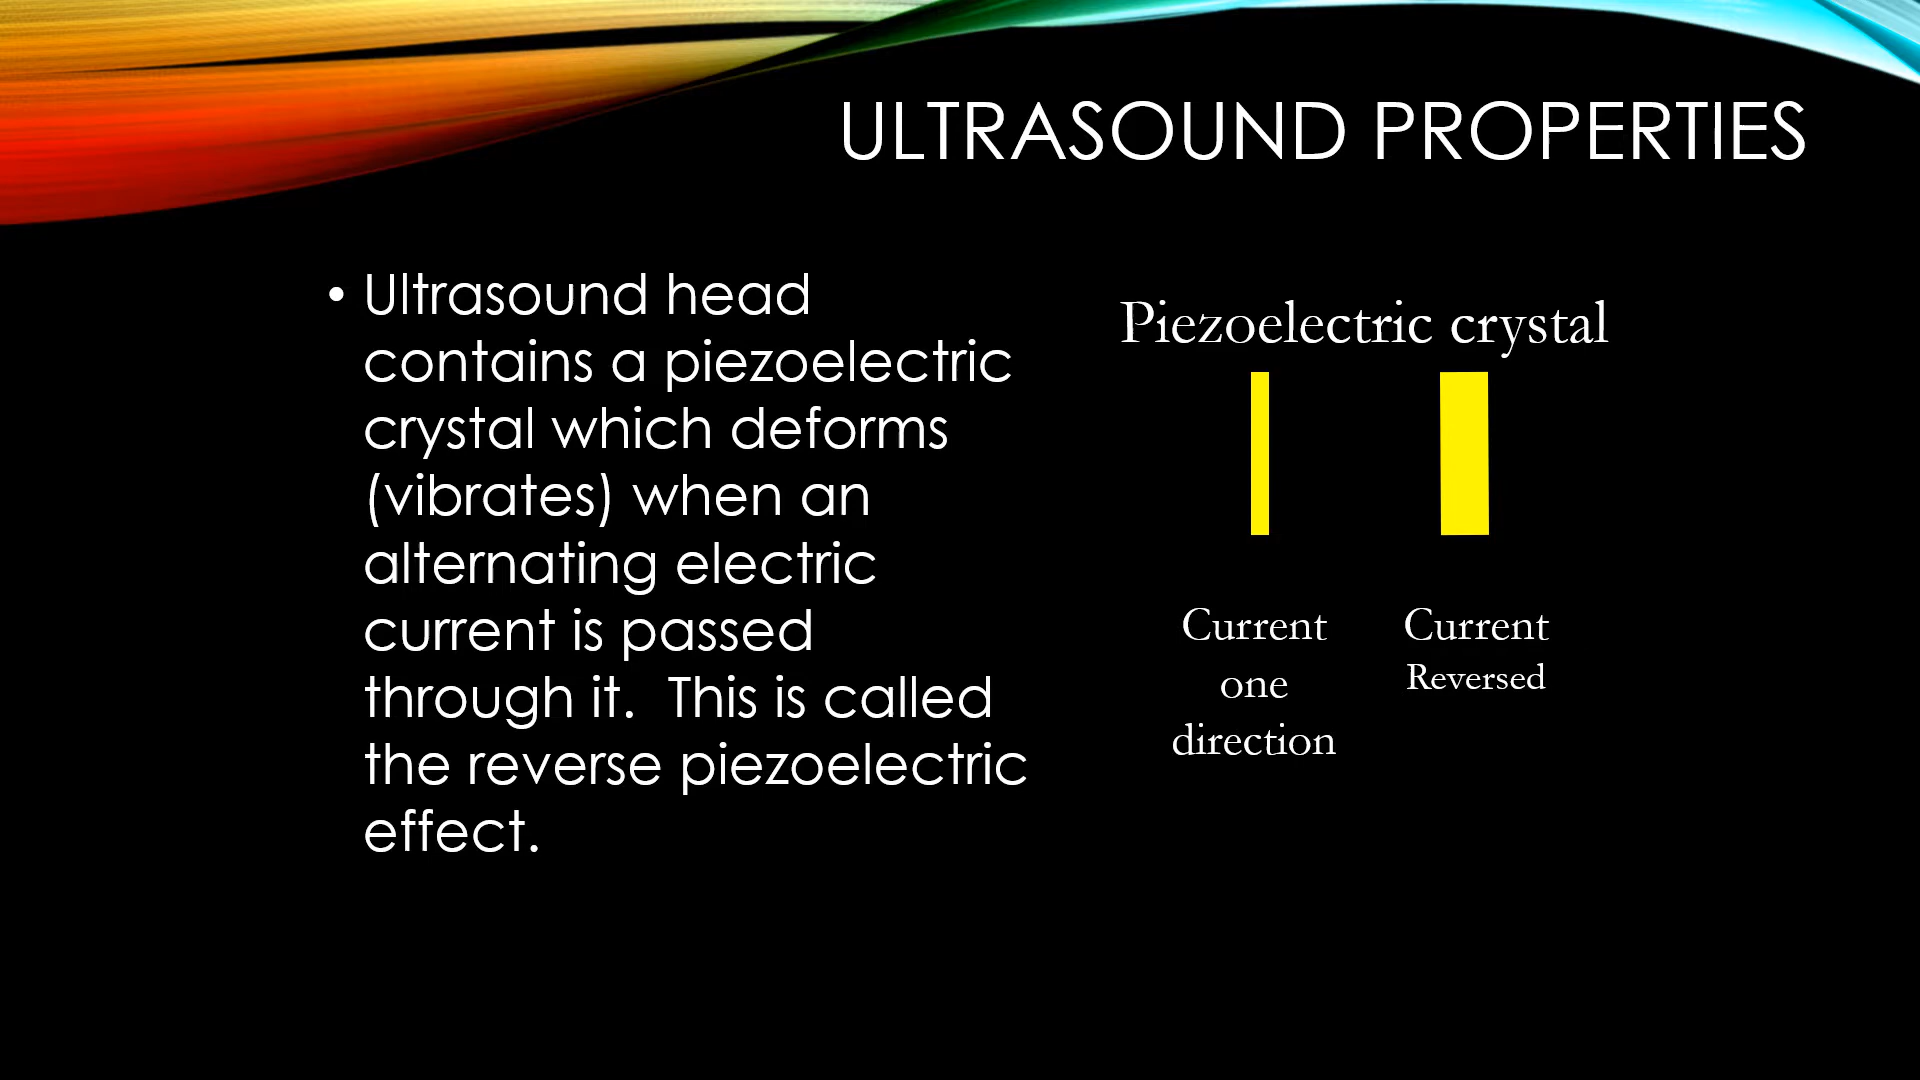 ULTRASOUND PROPERTIES
• Ultrasound head
contains a piezoelectric
crystal which deforms
(vibrates) when an
alternating electric
current is passed
through it.  This is called
the reverse piezoelectric
effect.
Piezoelectric crystal
Current
one
direction
Current
Reversed